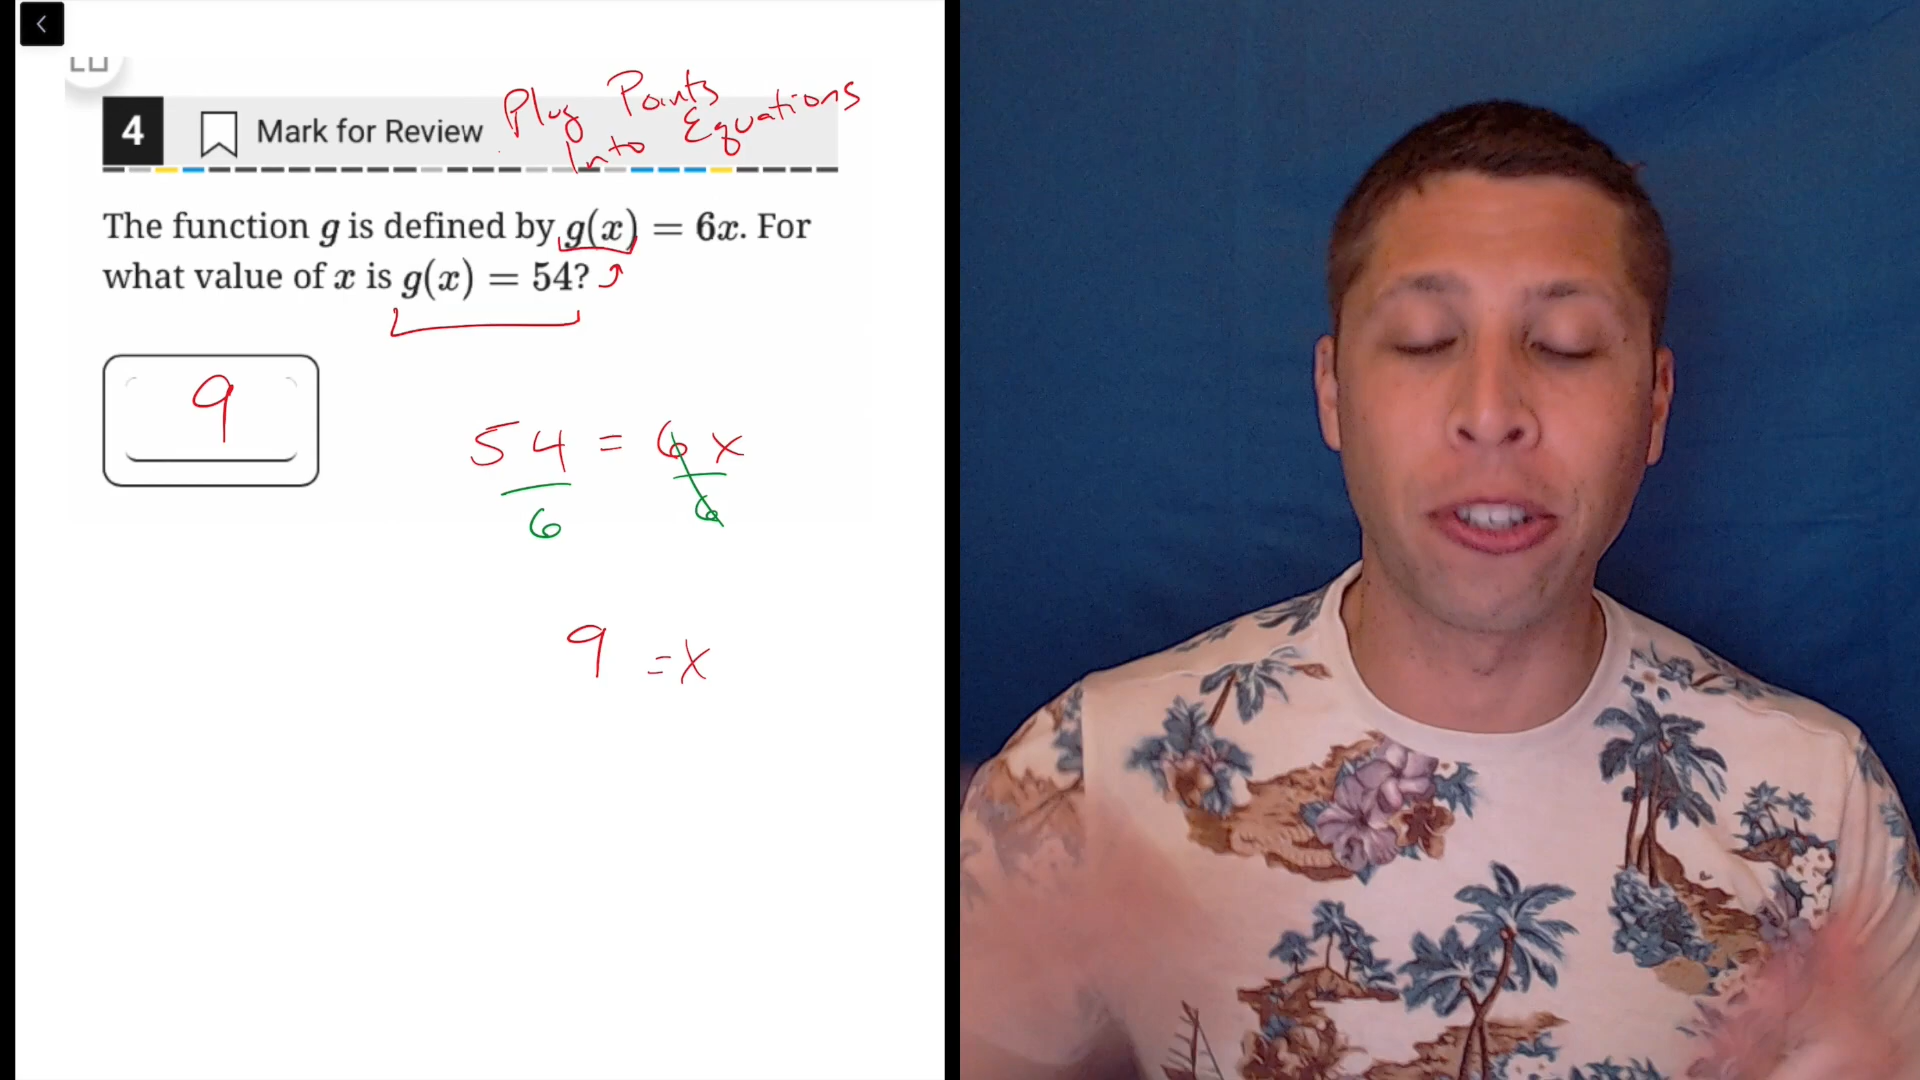 4 Mark for Review
Plug Points
Into Equations
The function g is defined by g(x) = 6x. For
what value of x is g(x) = 54?
9
54 = 6x
6 6
9 = x